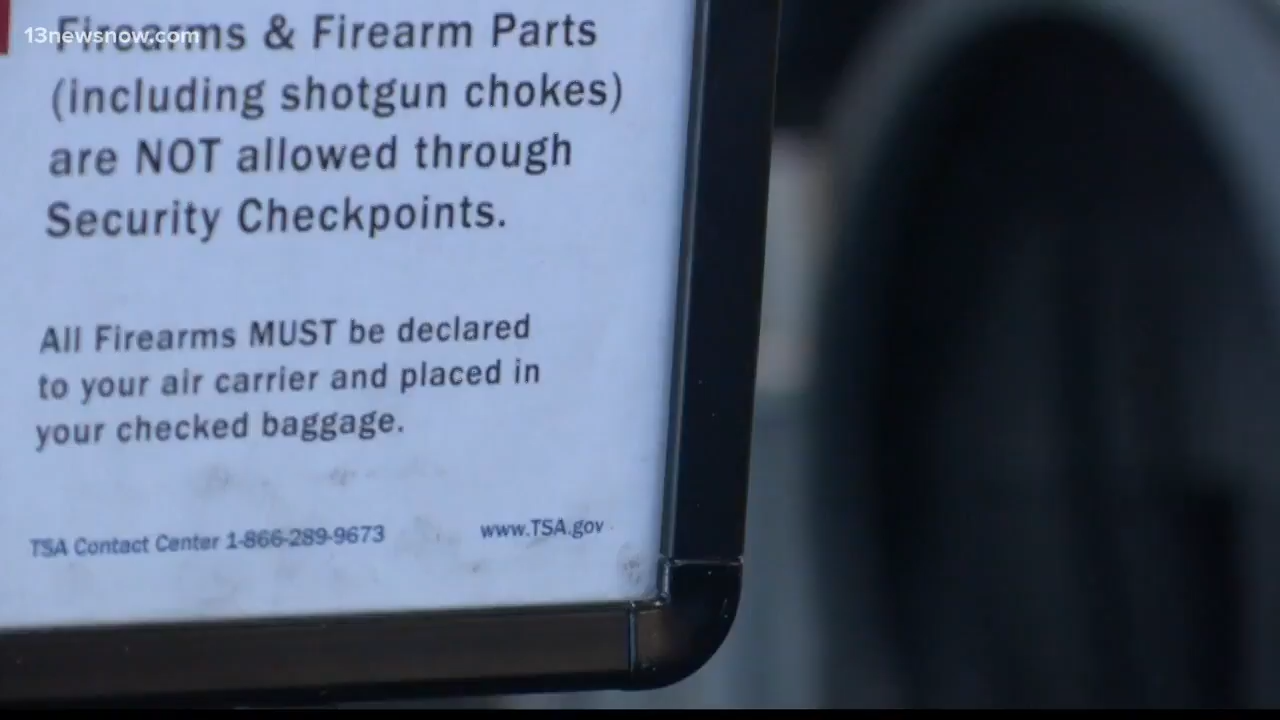 13newsnow.com
Firearms & Firearm Parts
(including shotgun chokes)
are NOT allowed through
Security Checkpoints.
All Firearms MUST be declared
to your air carrier and placed in
your checked baggage.
TSA Contact Center 1-866-289-9673
www.TSA.gov